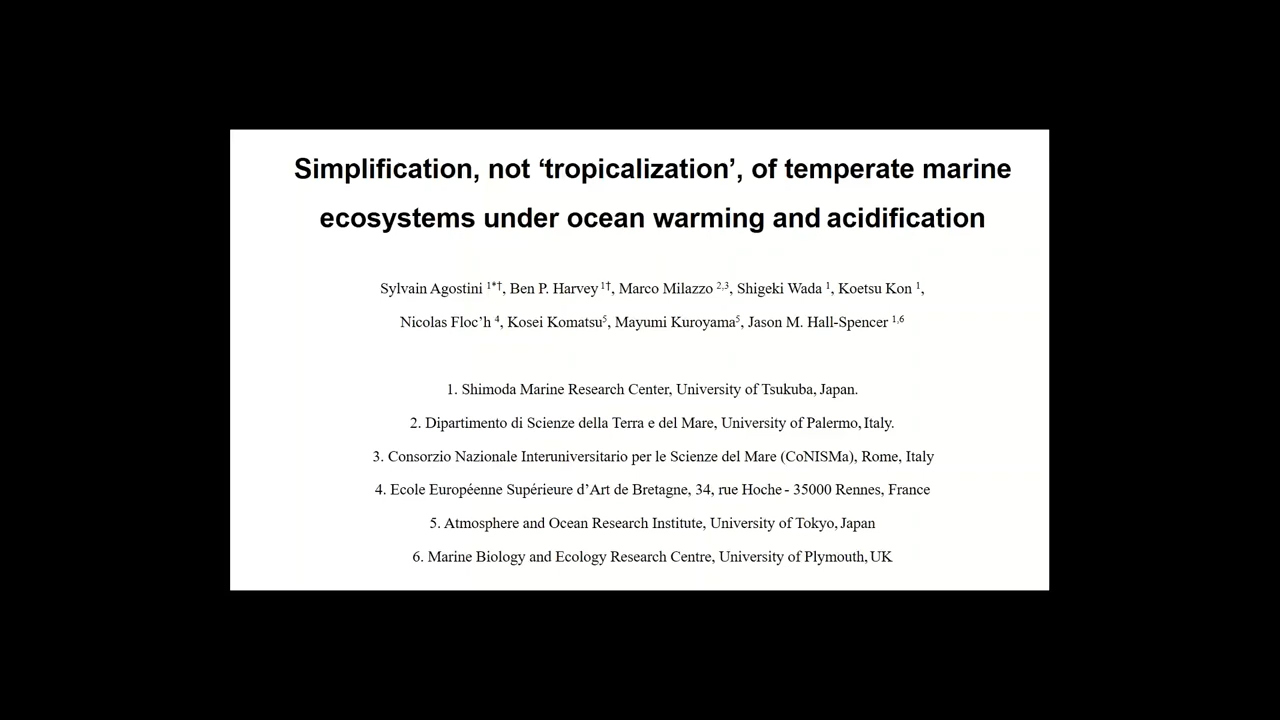 Simplification, not ‘tropicalization’, of temperate marine
ecosystems under ocean warming and acidification
Sylvain Agostini 1*†, Ben P. Harvey 1†, Marco Milazzo 2,3, Shigeki Wada 1, Koetsu Kon 1,
Nicolas Floc’h 4, Kosei Komatsu5, Mayumi Kuroyama5, Jason M. Hall-Spencer 1,6
1. Shimoda Marine Research Center, University of Tsukuba, Japan.
2. Dipartimento di Scienze della Terra e del Mare, University of Palermo, Italy.
3. Consorzio Nazionale Interuniversitario per le Scienze del Mare (CoNISMa), Rome, Italy
4. Ecole Européenne Supérieure d’Art de Bretagne, 34, rue Hoche - 35000 Rennes, France
5. Atmosphere and Ocean Research Institute, University of Tokyo, Japan
6. Marine Biology and Ecology Research Centre, University of Plymouth, UK